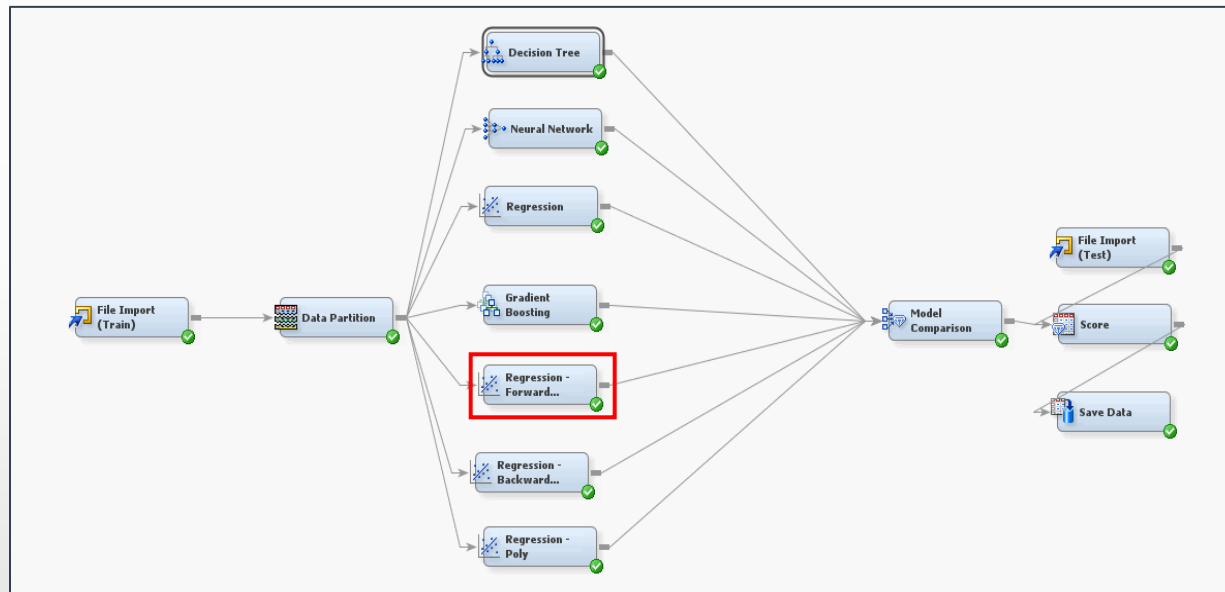 Decision Tree
Neural Network
Regression
Gradient
Boosting
File Import
(Train)
Data Partition
Regression -
Forward...
Regression -
Backward...
Regression -
Poly
Model
Comparison
File Import
(Test)
Score
Save Data